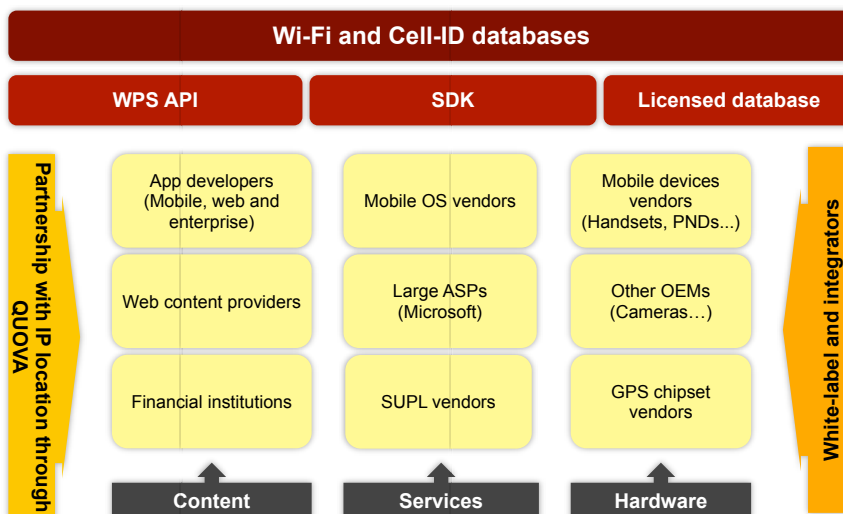 Wi-Fi and Cell-ID databases
WPS API
SDK
Licensed database
Partnership with IP location through
QUOVA
App developers
(Mobile, web and
enterprise)
Mobile OS vendors
Mobile devices
vendors
(Handsets, PNDs...)
Web content providers
Large ASPs
(Microsoft)
Other OEMs
(Cameras…)
Financial institutions
SUPL vendors
GPS chipset
vendors
White-label and integrators
Content
Services
Hardware